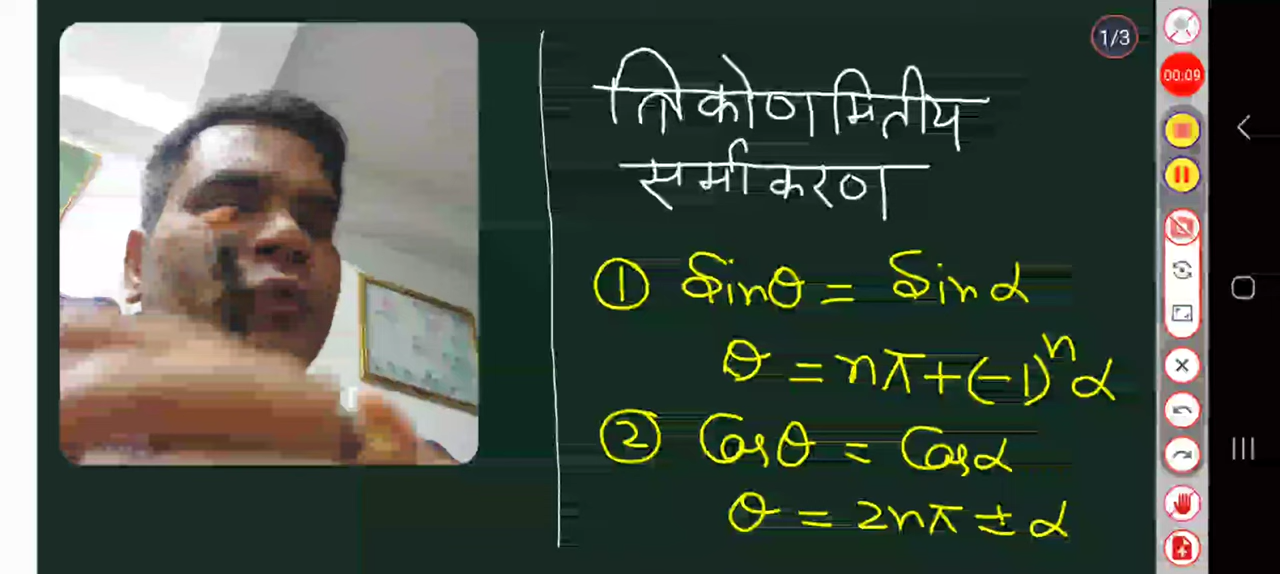 1/3
00:09
त्रिकोणमितीय
समीकरण
① Sinθ = Sinα
θ = nπ + (-1)ⁿα
② Cosθ = Cosα
θ = 2nπ ± α